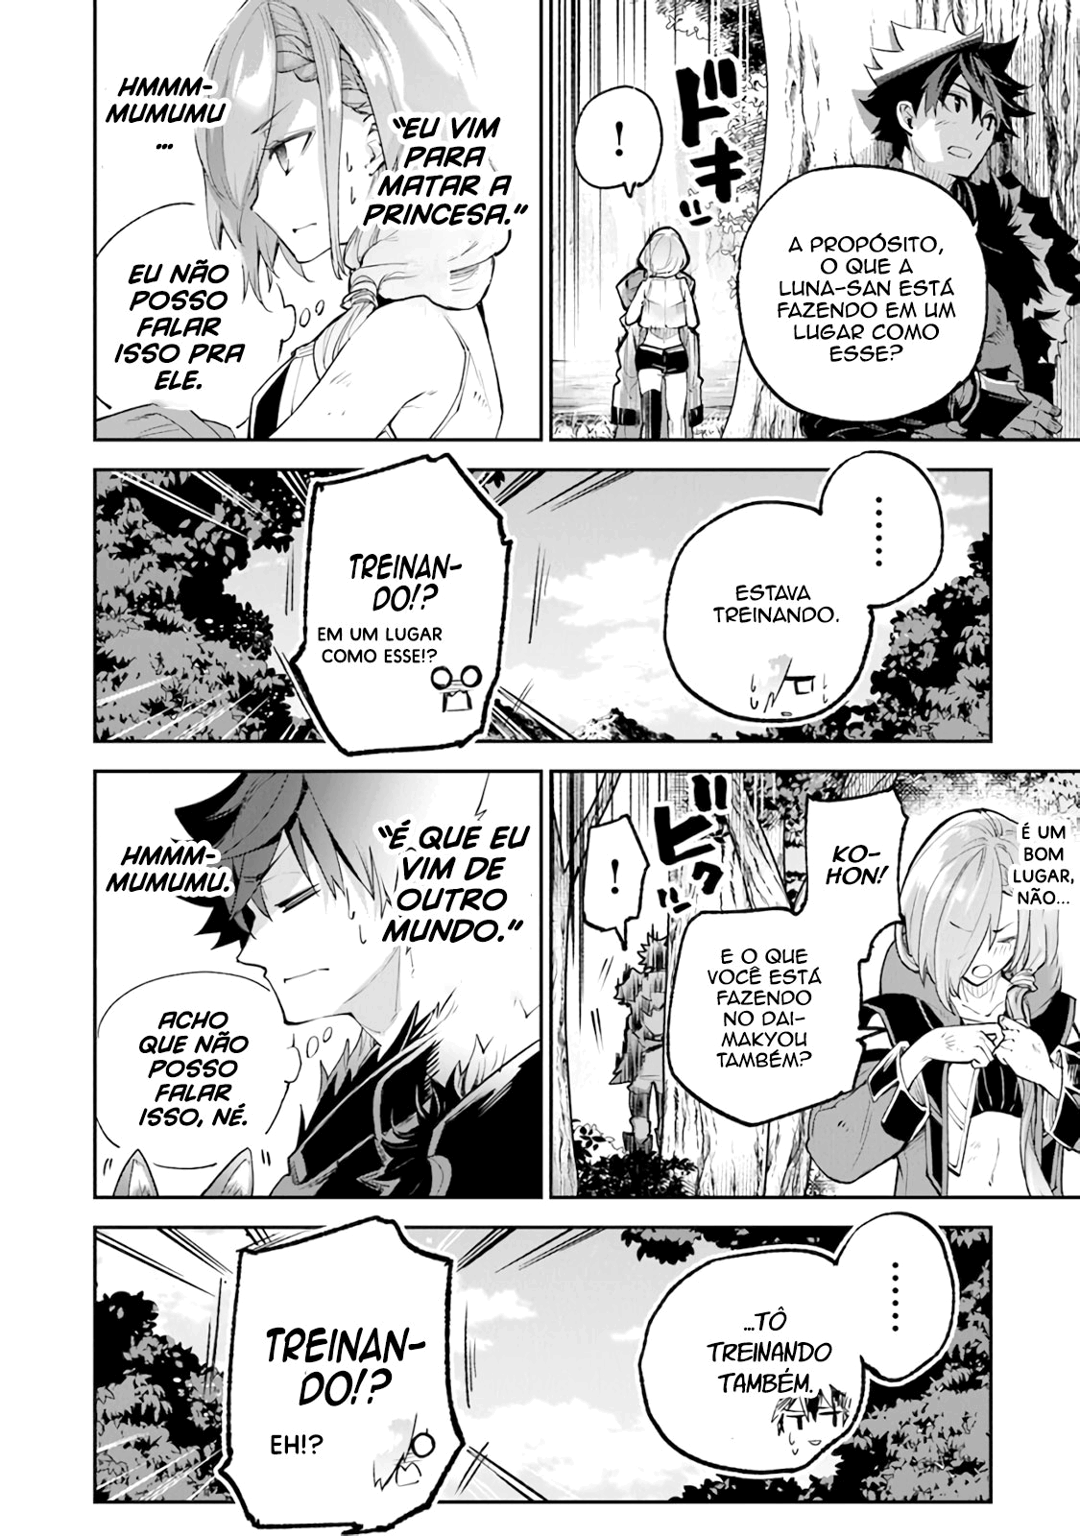 ドキッ
A PROPÓSITO,
O QUE A
LUNA-SAN ESTÁ
FAZENDO EM UM
LUGAR COMO
ESSE?
!
"EU VIM
PARA
MATAR A
PRINCESA."
HMMM-
MUMUMU
...
EU NÃO
POSSO
FALAR
ISSO PRA
ELE.
......
ESTAVA
TREINANDO.
TREINAN-
DO!?
EM UM LUGAR
COMO ESSE!?
É UM
BOM
LUGAR,
NÃO...
KO-
HON!
E O QUE
VOCÊ ESTÁ
FAZENDO
NO DAI-
MAKYOU
TAMBÉM?
ビクッ
!
"É QUE EU
VIM DE
OUTRO
MUNDO."
HMMM-
MUMUMU.
ACHO
QUE NÃO
POSSO
FALAR
ISSO, NÉ.
......
...TÔ
TREINANDO
TAMBÉM.
TREINAN-
DO!?
EH!?